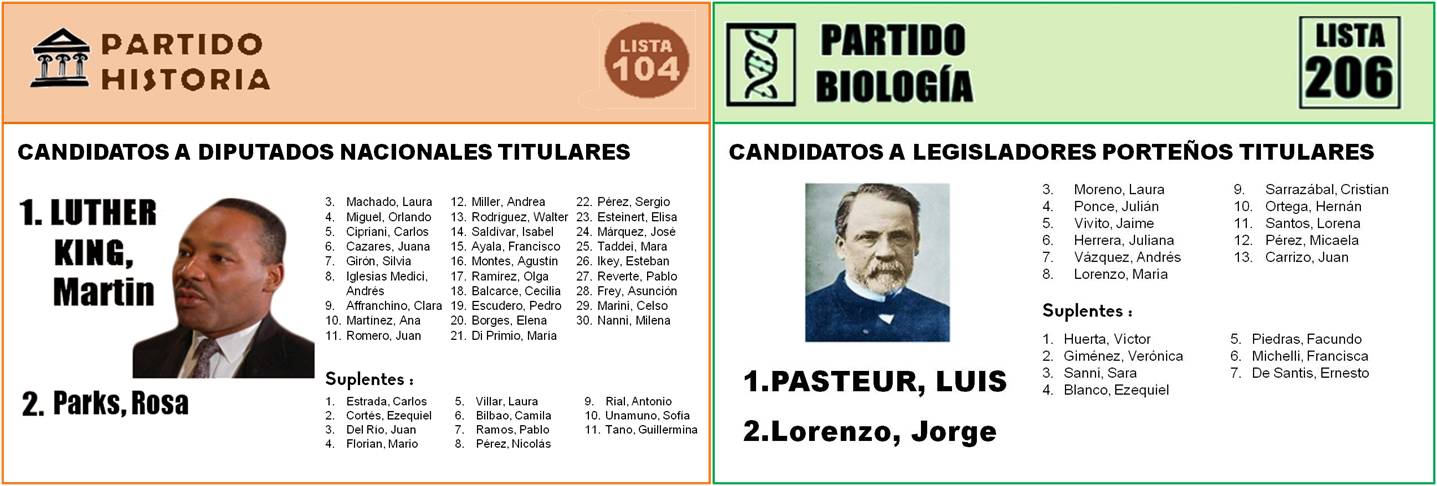 PARTIDO
HISTORIA
LISTA
104
CANDIDATOS A DIPUTADOS NACIONALES TITULARES
1. LUTHER
KING,
Martin
2. Parks, Rosa
3. Machado, Laura
4. Miguel, Orlando
5. Cipriani, Carlos
6. Cazares, Juana
7. Girón, Silvia
8. Iglesias Medici,
Andrés
9. Affranchino, Clara
10. Martinez, Ana
11. Romero, Juan
12. Miller, Andrea
13. Rodríguez, Walter
14. Saldívar, Isabel
15. Ayala, Francisco
16. Montes, Agustin
17. Ramírez, Olga
18. Balcarce, Cecilia
19. Escudero, Pedro
20. Borges, Elena
21. Di Primio, María
22. Pérez, Sergio
23. Esteinert, Elisa
24. Márquez, José
25. Taddei, Mara
26. Ikey, Esteban
27. Reverte, Pablo
28. Frey, Asunción
29. Marini, Celso
30. Nanni, Milena
Suplentes :
1. Estrada, Carlos
2. Cortés, Ezequiel
3. Del Río, Juan
4. Florian, Mario
5. Villar, Laura
6. Bilbao, Camila
7. Ramos, Pablo
8. Pérez, Nicolás
9. Rial, Antonio
10. Unamuno, Sofía
11. Tano, Guillermina
PARTIDO
BIOLOGÍA
LISTA
206
CANDIDATOS A LEGISLADORES PORTEÑOS TITULARES
1.PASTEUR, LUIS
2.Lorenzo, Jorge
3. Moreno, Laura
4. Ponce, Julián
5. Vivito, Jaime
6. Herrera, Juliana
7. Vázquez, Andrés
8. Lorenzo, María
9. Sarrazábal, Cristian
10. Ortega, Hernán
11. Santos, Lorena
12. Pérez, Micaela
13. Carrizo, Juan
Suplentes :
1. Huerta, Víctor
2. Giménez, Verónica
3. Sanni, Sara
4. Blanco, Ezequiel
5. Piedras, Facundo
6. Michelli, Francisca
7. De Santis, Ernesto